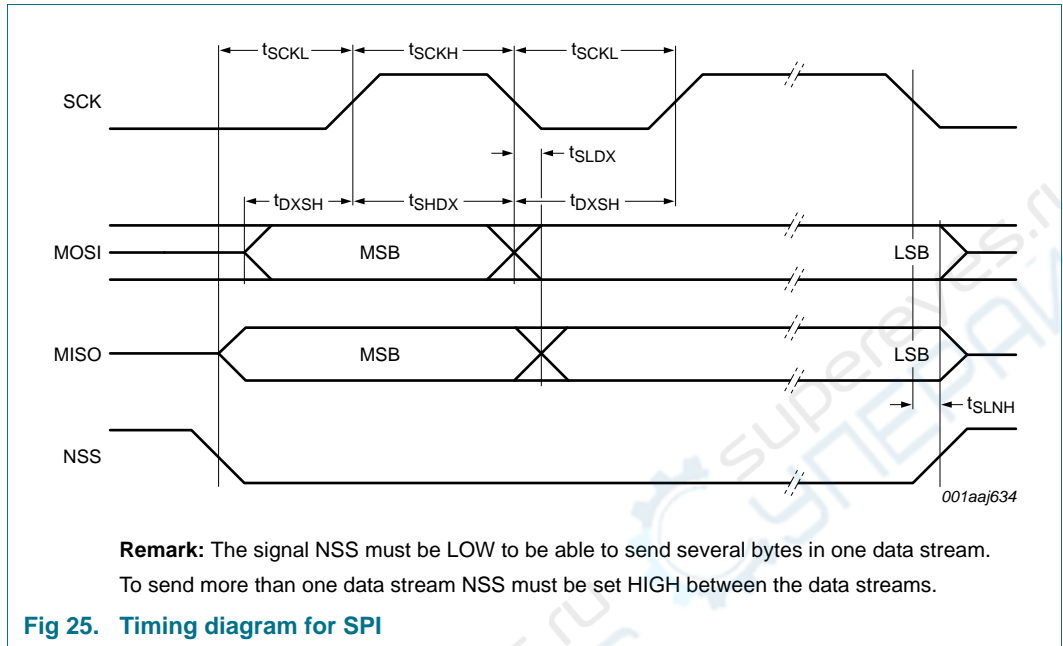 tSCKL tSCKH tSCKL
SCK
tSLDX
tDXSH tSHDX tDXSH
MOSI MSB LSB
MISO MSB LSB
tSLNH
NSS
001aaj634
Remark: The signal NSS must be LOW to be able to send several bytes in one data stream.
To send more than one data stream NSS must be set HIGH between the data streams.
Fig 25. Timing diagram for SPI